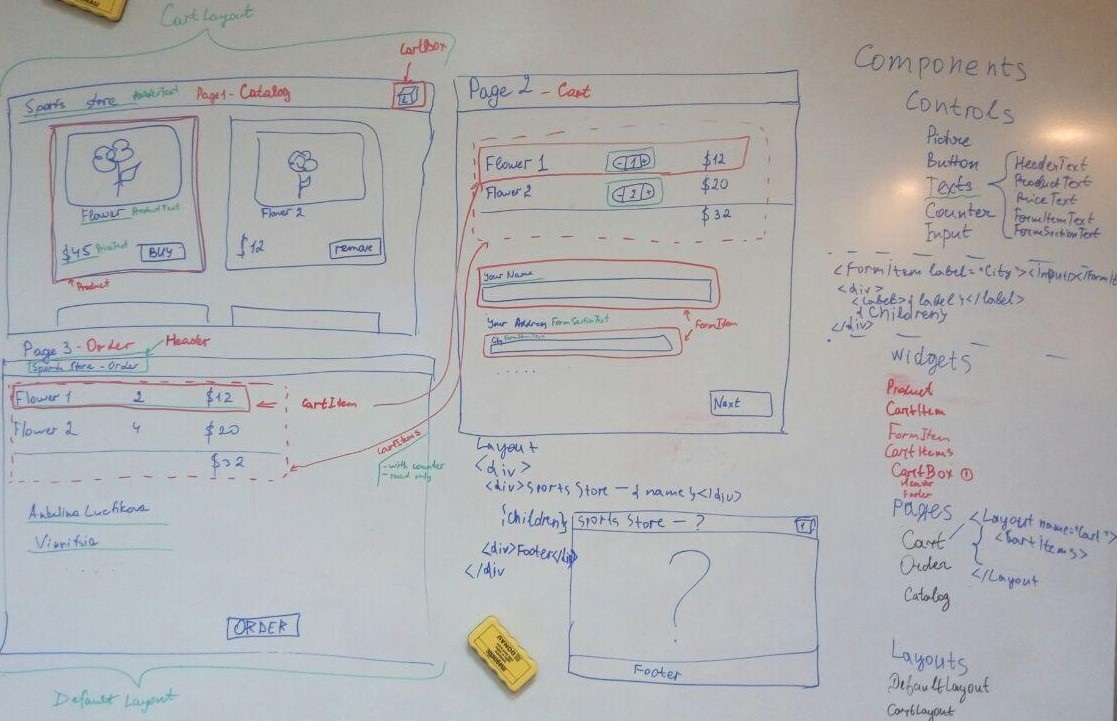 Cart Layout
CartBox
Sports store HeaderText Page1-Catalog
Flower ProductText
$45 PriceText BUY
Product
Flower 2
$12 remove
Page 2 - Cart
Flower 1 - 1 + $12
Flower 2 - 2 + $20
$32
Your Name
Your Address FormSectionText
City FormItemText
FormItem
. . . . .
Next
Page 3 - Order Header
Sports Store - Order
Flower 1 2 $12
CartItem
Flower 2 4 $20
$32
CartItems
- with counter
- read only
Vinnitsia
ORDER
Default Layout
Layout
<div>
<div>Sports Store - { name }</div>
{Children}
<div>Footer</div>
</div
Sports Store - ?
?
Footer
Components
Controls
Picture
Button
Texts
Counter
Input
HeaderText
ProductText
PriceText
FormItemText
FormSectionText
<FormItem label="City"><Input></FormIt
<div>
<label>{ label }</label>
{ Children }
</div>
Widgets
Product
CartItem
FormItem
CartItems
CartBox 1
Header
Footer
Pages
Cart
Order
Catalog
<Layout name="Cart">
<CartItems>
</Layout
Layouts
DefaultLayout
CartLayout